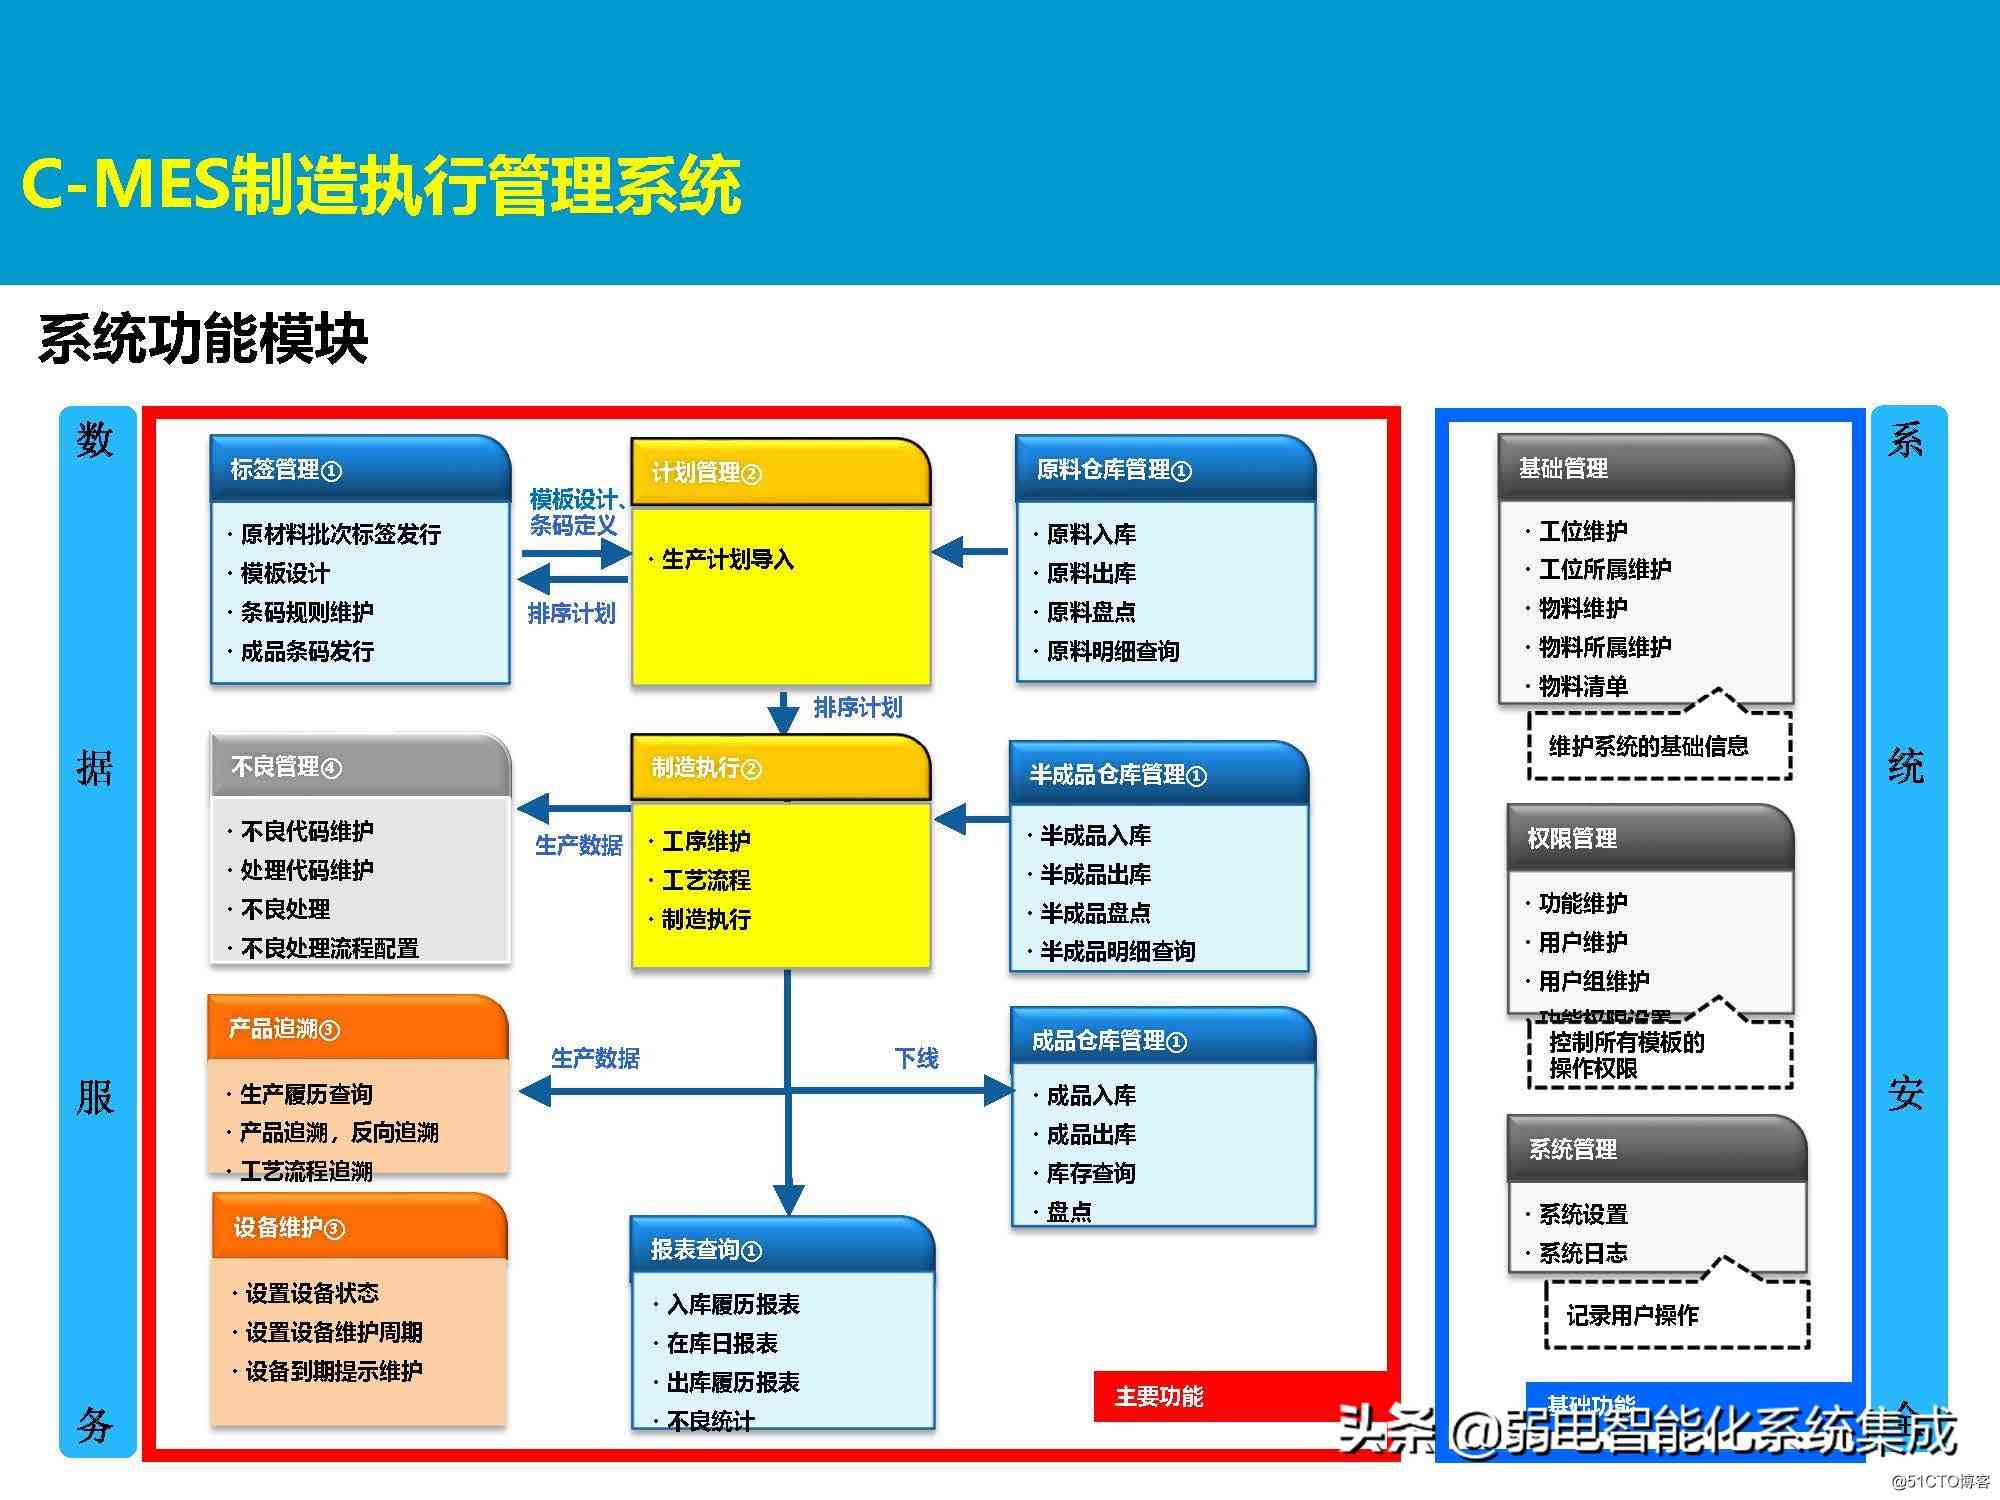 C-MES制造执行管理系统
系统功能模块
数
据
服
务
标签管理①
· 原材料批次标签发行
· 模板设计
· 条码规则维护
· 成品条码发行
模板设计、
条码定义
排序计划
计划管理②
· 生产计划导入
原料仓库管理①
· 原料入库
· 原料出库
· 原料盘点
· 原料明细查询
排序计划
不良管理④
· 不良代码维护
· 处理代码维护
· 不良处理
· 不良处理流程配置
生产数据
制造执行②
· 工序维护
· 工艺流程
· 制造执行
半成品仓库管理①
· 半成品入库
· 半成品出库
· 半成品盘点
· 半成品明细查询
产品追溯③
· 生产履历查询
· 产品追溯，反向追溯
· 工艺流程追溯
生产数据
下线
成品仓库管理①
· 成品入库
· 成品出库
· 库存查询
· 盘点
设备维护③
· 设置设备状态
· 设置设备维护周期
· 设备到期提示维护
报表查询①
· 入库履历报表
· 在库日报表
· 出库履历报表
· 不良统计
主要功能
基础管理
· 工位维护
· 工位所属维护
· 物料维护
· 物料所属维护
· 物料清单
维护系统的基础信息
权限管理
· 功能维护
· 用户维护
· 用户组维护
· 功能权限设置
控制所有模板的
操作权限
系统管理
· 系统设置
· 系统日志
记录用户操作
基础功能
系
统
安
全
头条 @弱电智能化系统集成
@51CTO博客